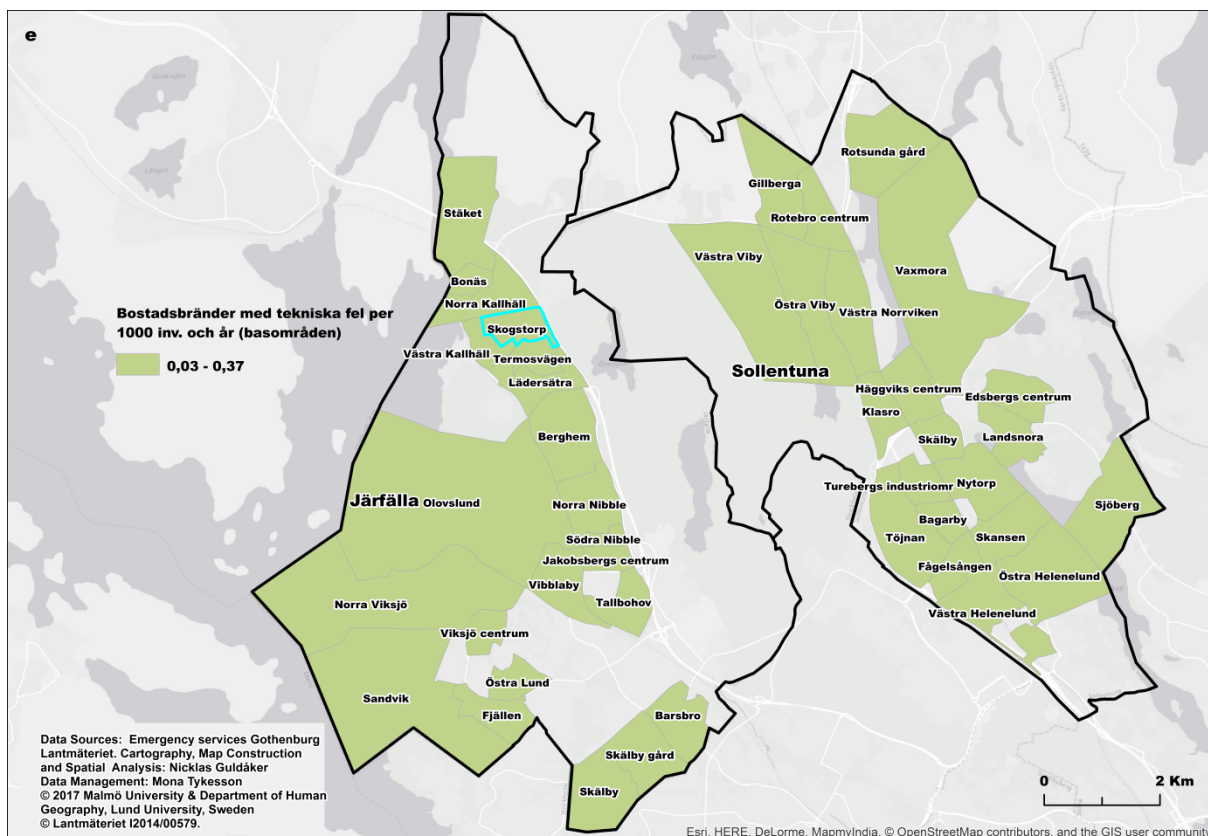 e
Rotsunda gård
Gillberga
Stäket
Rotebro centrum
Västra Viby
Vaxmora
Bonäs
Norra Kallhäll
Östra Viby
Västra Norrviken
Bostadsbränder med tekniska fel per
1000 inv. och år (basområden)
0,03 - 0,37
Skogstorp
Västra Kallhäll
Termosvägen
Lädersätra
Sollentuna
Häggviks centrum
Edsbergs centrum
Klasro
Berghem
Skälby
Landsnora
Turebergs industriomr
Nytorp
Järfälla
Olovslund
Norra Nibble
Sjöberg
Bagarby
Töjnan
Skansen
Södra Nibble
Jakobsbergs centrum
Fågelsången
Östra Helenelund
Vibblaby
Tallbohov
Norra Viksjö
Västra Helenelund
Viksjö centrum
Östra Lund
Sandvik
Fjällen
Barsbro
Skälby gård
Skälby
Data Sources: Emergency services Gothenburg
Lantmäteriet. Cartography, Map Construction
and Spatial Analysis: Nicklas Guldåker
Data Management: Mona Tykesson
© 2017 Malmö University & Department of Human
Geography, Lund University, Sweden
© Lantmäteriet I2014/00579.
0 2 Km
Esri, HERE, DeLorme, MapmyIndia, © OpenStreetMap contributors, and the GIS user community